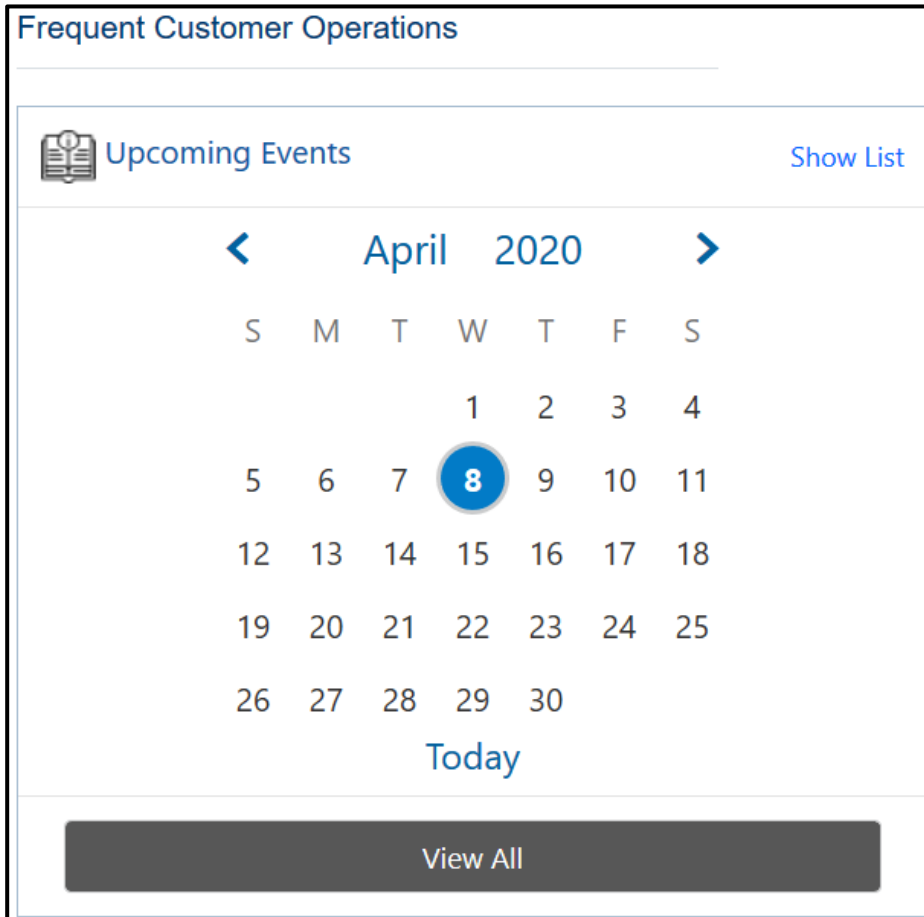 Frequent Customer Operations
Upcoming Events Show List
April 2020
S M T W T F S
1 2 3 4
5 6 7 8 9 10 11
12 13 14 15 16 17 18
19 20 21 22 23 24 25
26 27 28 29 30
Today
View All